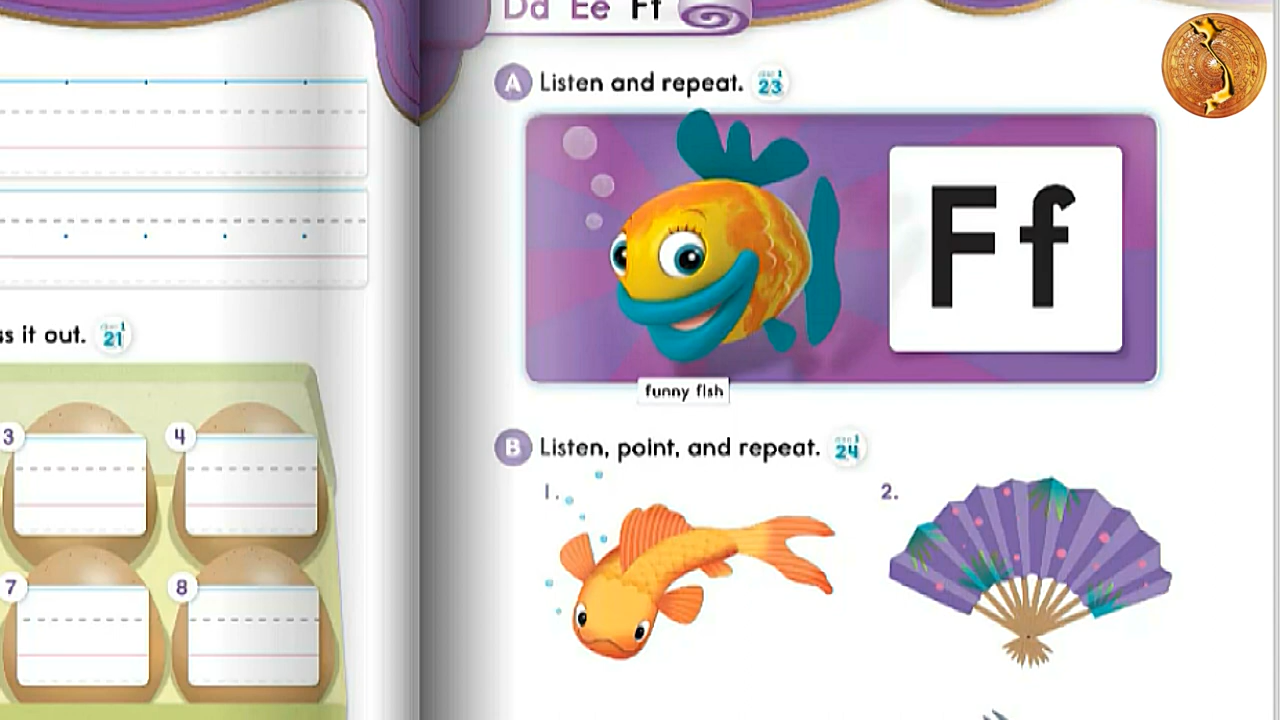 ss it out. 21
3
4
7
8
Dd Ee Ff
A Listen and repeat. 23
Ff
funny fish
B Listen, point, and repeat. 24
1.
2.